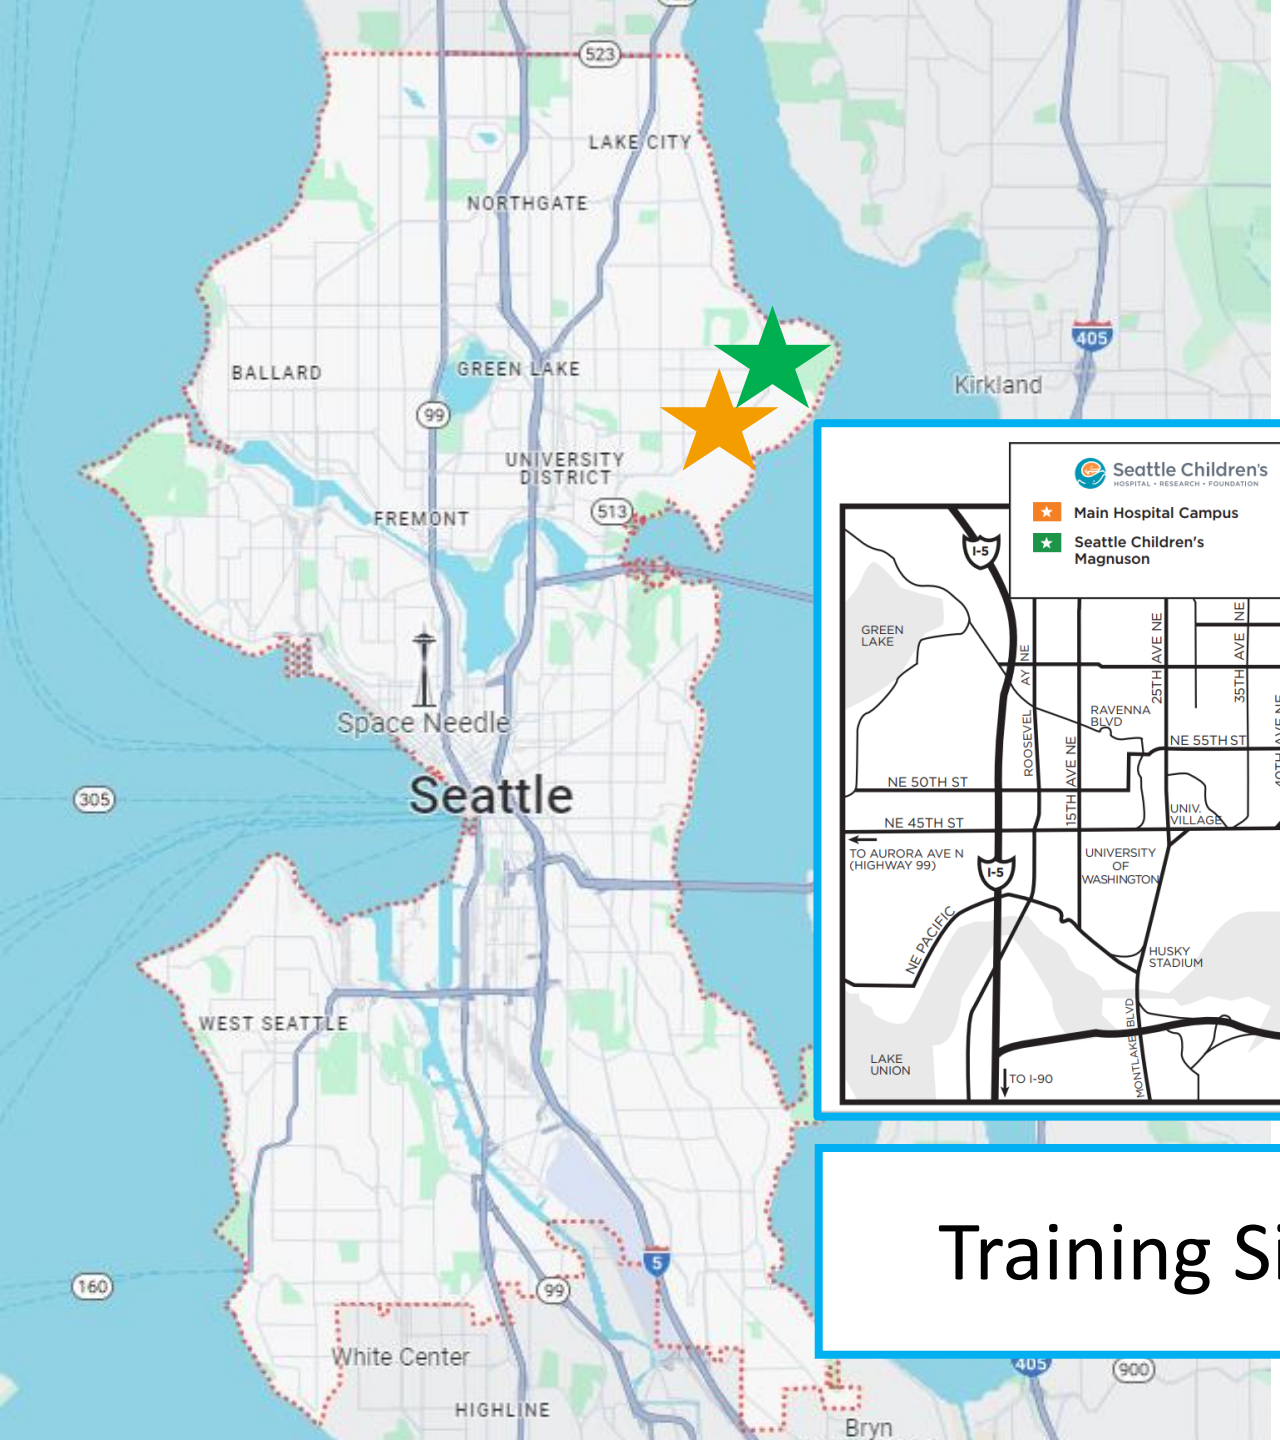 523
LAKE CITY
NORTHGATE
405
BALLARD
GREEN LAKE
Kirkland
99
UNIVERSITY
DISTRICT
513
FREMONT
Space Needle
Seattle
305
WEST SEATTLE
160
5
99
White Center
HIGHLINE
405
900
Bryn
Seattle Children's
HOSPITAL • RESEARCH • FOUNDATION
Main Hospital Campus
Seattle Children's
Magnuson
I-5
GREEN
LAKE
AY NE
ROOSEVEL
15TH AVE NE
25TH AVE NE
35TH AVE NE
RAVENNA
BLVD
NE 55TH ST
NE 50TH ST
UNIV.
VILLAGE
NE 45TH ST
TO AURORA AVE N
(HIGHWAY 99)
I-5
UNIVERSITY
OF
WASHINGTON
NE PACIFIC
HUSKY
STADIUM
MONTLAKE BLVD
LAKE
UNION
TO I-90
Training Si